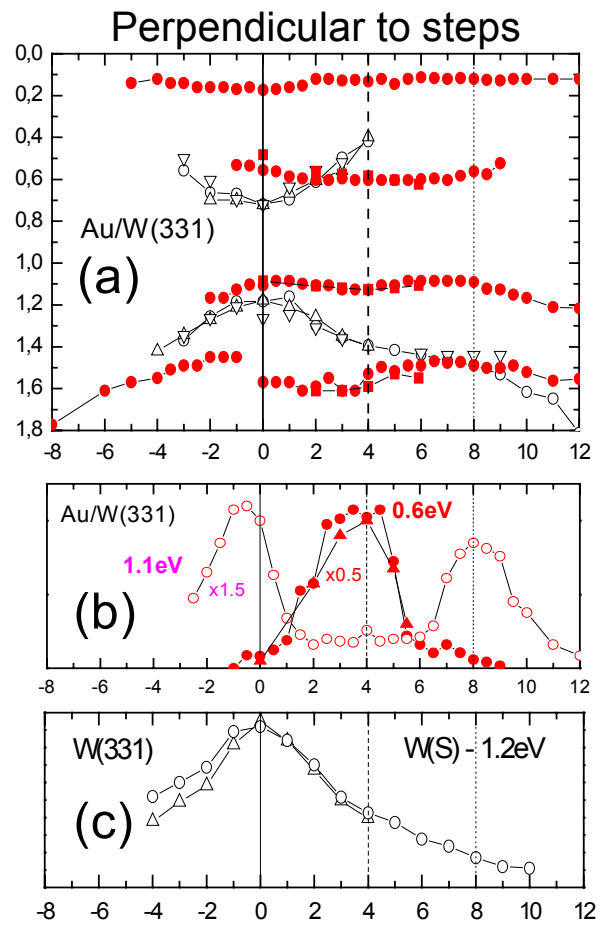 Perpendicular to steps
0,0
0,2
0,4
0,6
0,8
1,0
1,2
1,4
1,6
1,8
Au/W(331)
(a)
-8 -6 -4 -2 0 2 4 6 8 10 12
Au/W(331)
0.6eV
1.1eV
x1.5
x0.5
(b)
-8 -6 -4 -2 0 2 4 6 8 10 12
W(331)
W(S) - 1.2eV
(c)
-8 -6 -4 -2 0 2 4 6 8 10 12